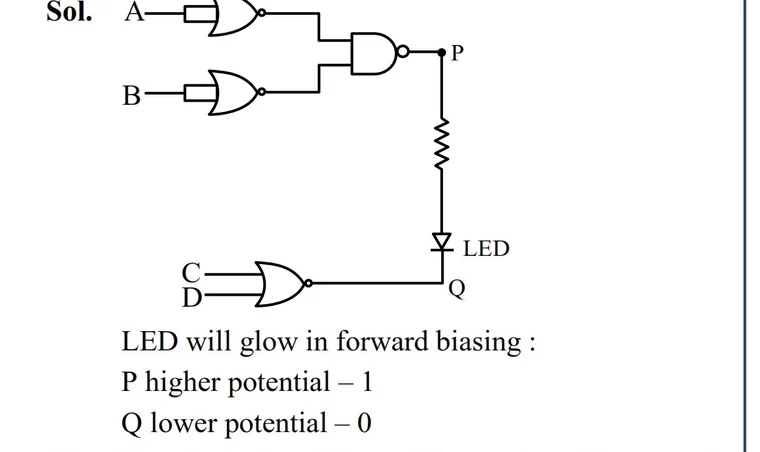 Sol. A
P
B
LED
C
D
Q
LED will glow in forward biasing :
P higher potential – 1
Q lower potential – 0